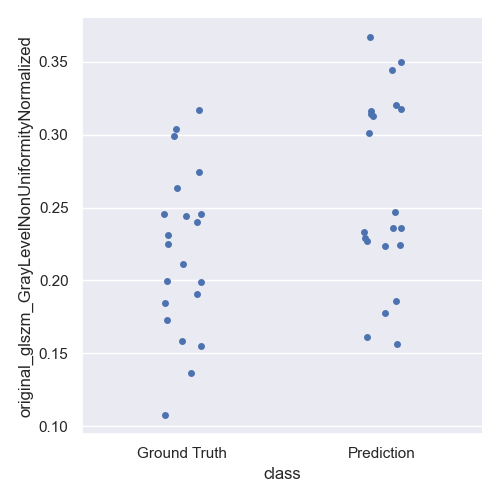 original_glszm_GrayLevelNonUniformityNormalized
0.35
0.30
0.25
0.20
0.15
0.10
Ground Truth
Prediction
class